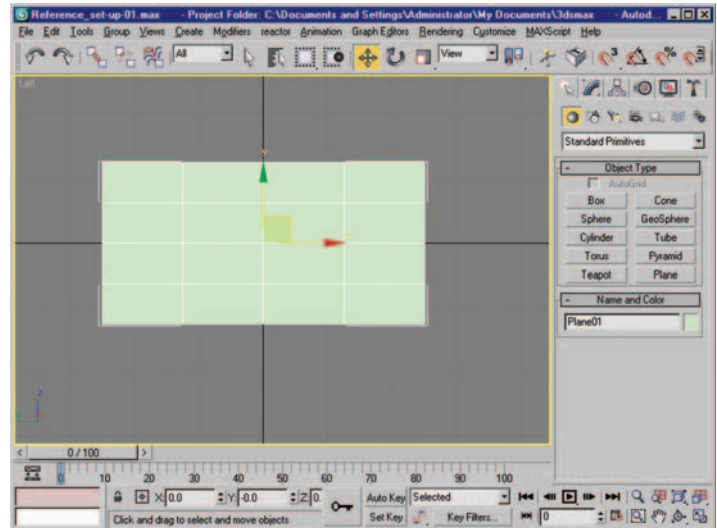 Reference_set-up-01.max - Project Folder: C:\Documents and Settings\Administrator\My Documents\3dsmax - Autod...
File Edit Tools Group Views Create Modifiers reactor Animation Graph Editors Rendering Customize MAXScript Help
All View
Left
Standard Primitives
- Object Type
AutoGrid
Box Cone
Sphere GeoSphere
Cylinder Tube
Torus Pyramid
Teapot Plane
- Name and Color
Plane01
< 0 / 100 >
0 10 20 30 40 50 60 70 80 90 100
X: 0.0 Y: -0.0 Z: 0. Auto Key Selected
Click and drag to select and move objects Set Key Key Filters... 0